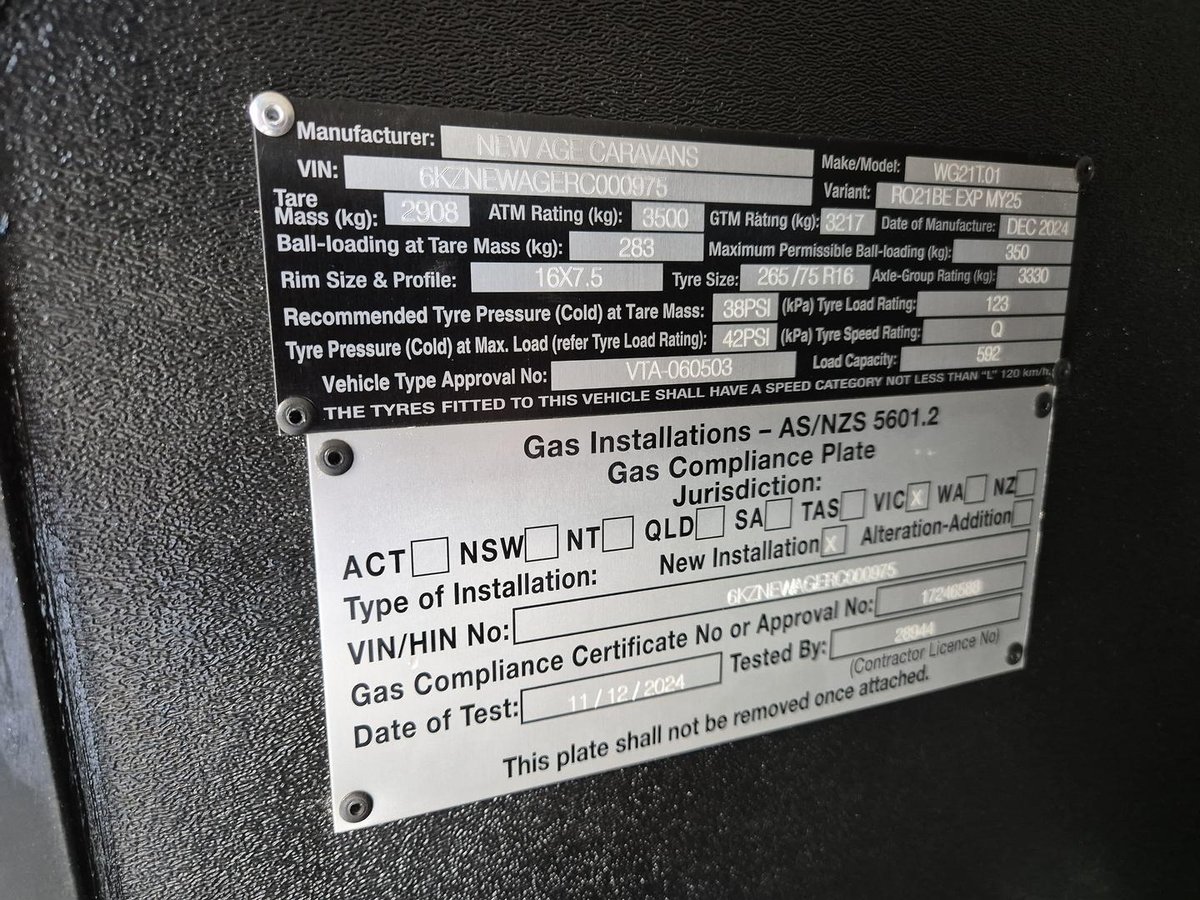 Manufacturer: NEW AGE CARAVANS Make/Model: WG21T.01
VIN: 6KZNEWAGERC000975 Variant: RO21BE EXP MY25
Tare Mass (kg): 2908 ATM Rating (kg): 3500 GTM Rating (kg): 3217 Date of Manufacture: DEC 2024
Ball-loading at Tare Mass (kg): 283 Maximum Permissible Ball-loading (kg): 350
Rim Size & Profile: 16X7.5 Tyre Size: 265 /75 R16 Axle-Group Rating (kg): 3330
Recommended Tyre Pressure (Cold) at Tare Mass: 38PSI (kPa) Tyre Load Rating: 123
Tyre Pressure (Cold) at Max. Load (refer Tyre Load Rating): 42PSI (kPa) Tyre Speed Rating: Q
Vehicle Type Approval No: VTA-060503 Load Capacity: 592
THE TYRES FITTED TO THIS VEHICLE SHALL HAVE A SPEED CATEGORY NOT LESS THAN "L" 120 km/h.
Gas Installations – AS/NZS 5601.2
Gas Compliance Plate
Jurisdiction:
ACT NSW NT QLD SA TAS VIC X WA NZ
Type of Installation: New Installation X Alteration-Addition
VIN/HIN No: 6KZNEWAGERC000975
Gas Compliance Certificate No or Approval No: 17246588
Date of Test: 11 / 12 / 2024 Tested By: 28944
(Contractor Licence No)
This plate shall not be removed once attached.